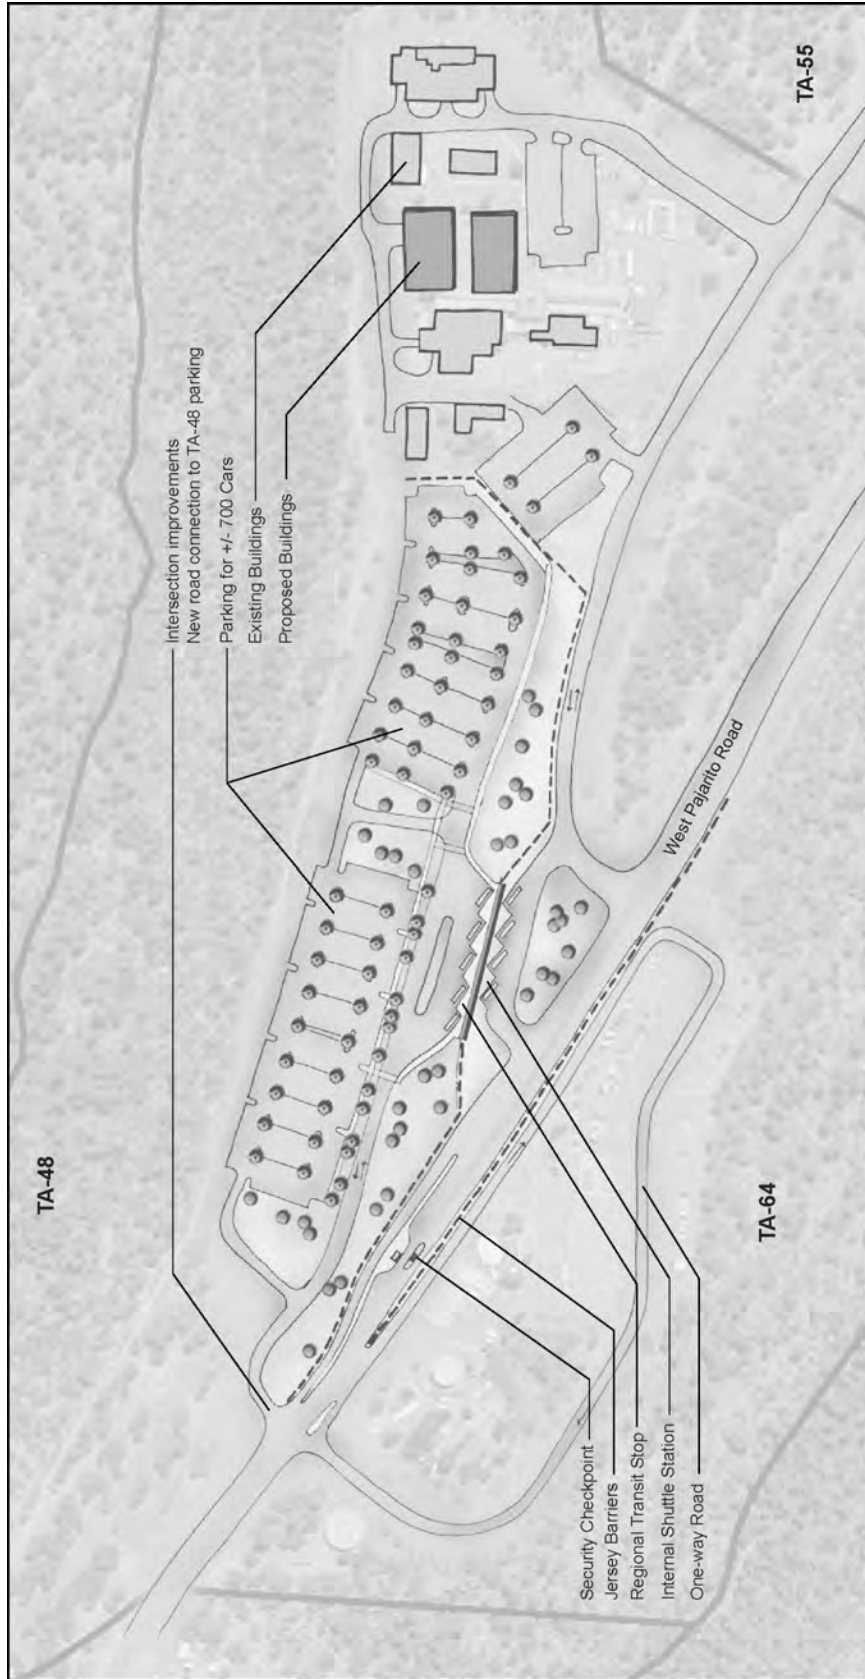 TA-48
TA-55
Intersection improvements
New road connection to TA-48 parking
Parking for +/- 700 Cars
Existing Buildings
Proposed Buildings
West Pajarito Road
Security Checkpoint
Jersey Barriers
Regional Transit Stop
Internal Shuttle Station
One-way Road
TA-64